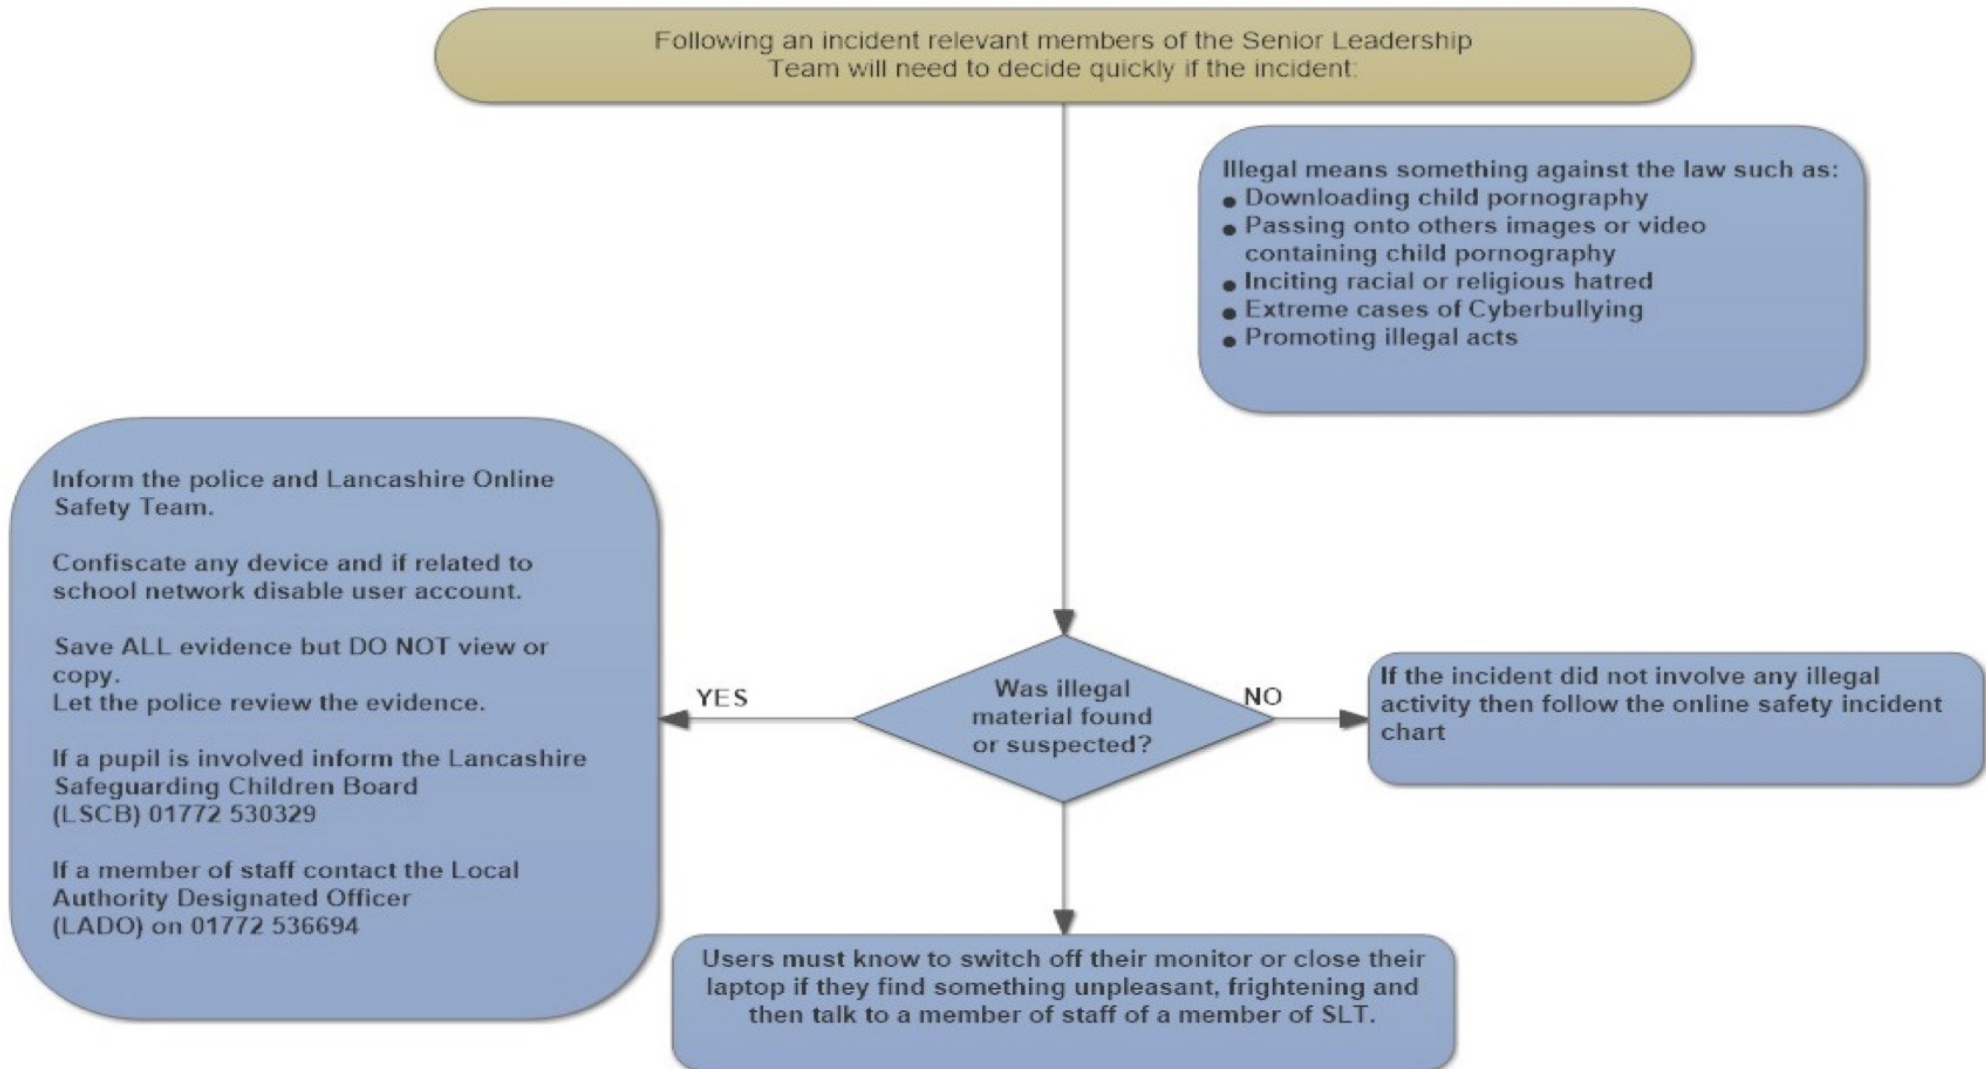 Following an incident relevant members of the Senior Leadership
Team will need to decide quickly if the incident:
Illegal means something against the law such as:
● Downloading child pornography
● Passing onto others images or video
containing child pornography
● Inciting racial or religious hatred
● Extreme cases of Cyberbullying
● Promoting illegal acts
Inform the police and Lancashire Online
Safety Team.
Confiscate any device and if related to
school network disable user account.
Save ALL evidence but DO NOT view or
copy.
Let the police review the evidence.
If a pupil is involved inform the Lancashire
Safeguarding Children Board
(LSCB) 01772 530329
If a member of staff contact the Local
Authority Designated Officer
(LADO) on 01772 536694
YES
Was illegal
material found
or suspected?
NO
If the incident did not involve any illegal
activity then follow the online safety incident
chart
Users must know to switch off their monitor or close their
laptop if they find something unpleasant, frightening and
then talk to a member of staff of a member of SLT.